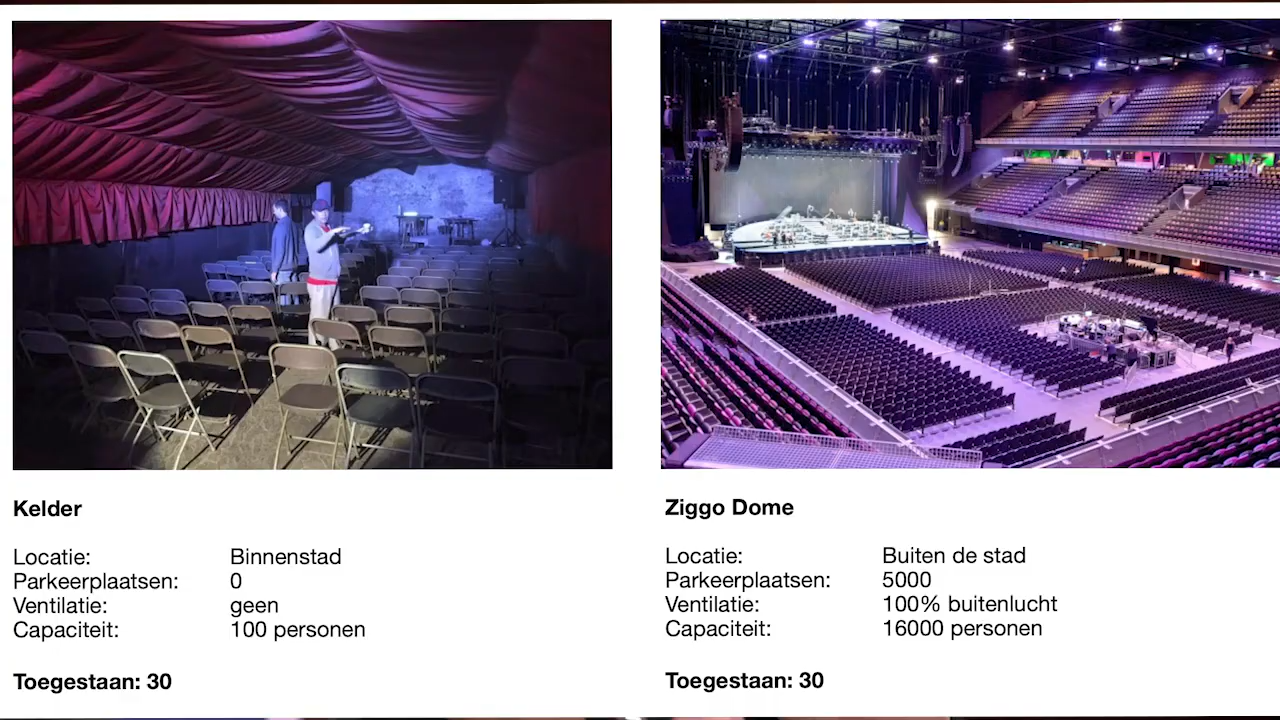 Kelder
Locatie: Binnenstad
Parkeerplaatsen: 0
Ventilatie: geen
Capaciteit: 100 personen
Toegestaan: 30
Ziggo Dome
Locatie: Buiten de stad
Parkeerplaatsen: 5000
Ventilatie: 100% buitenlucht
Capaciteit: 16000 personen
Toegestaan: 30